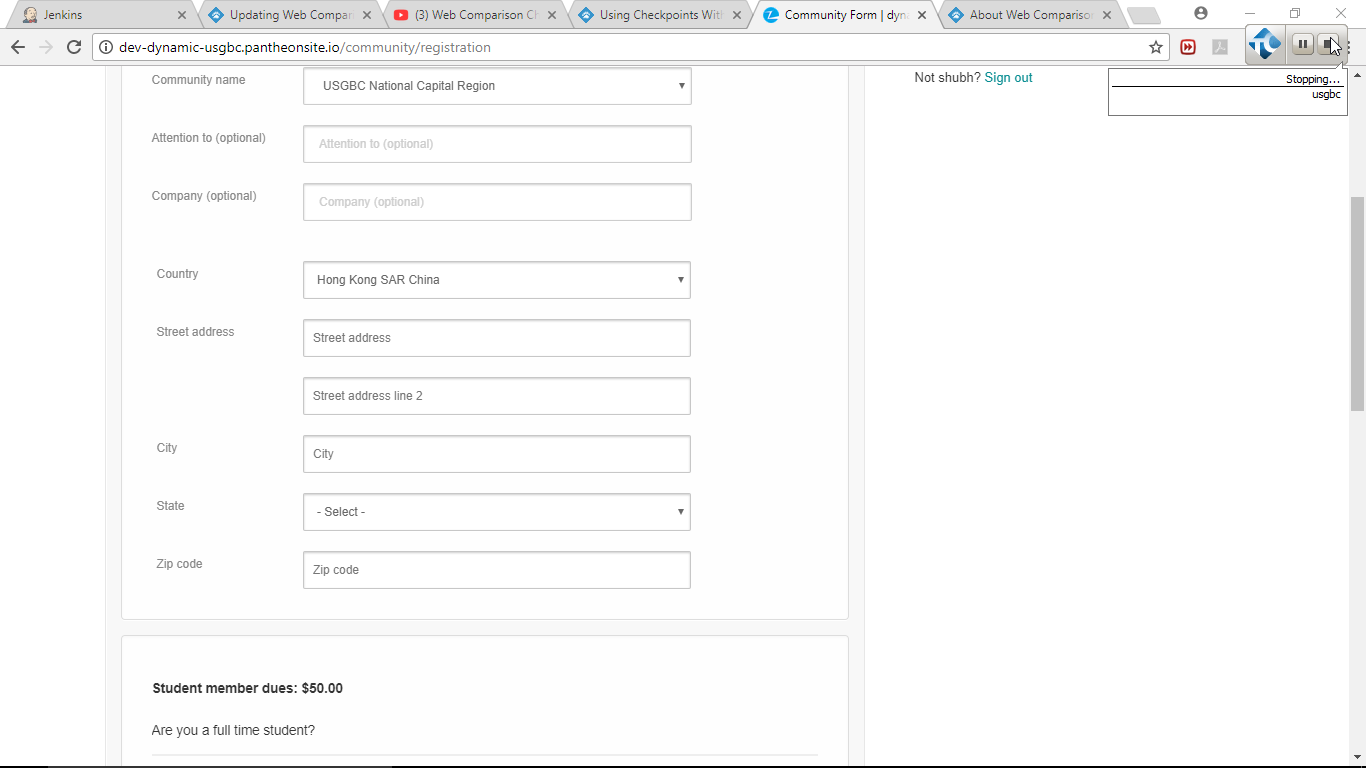 Jenkins
Updating Web Compar
(3) Web Comparison Ch
Using Checkpoints Wit
Community Form | dyn
About Web Comparison
dev-dynamic-usgbc.pantheonsite.io/community/registration
Stopping...
usgbc
Not shubh? Sign out
Community name
USGBC National Capital Region
Attention to (optional)
Attention to (optional)
Company (optional)
Company (optional)
Country
Hong Kong SAR China
Street address
Street address
Street address line 2
City
City
State
- Select -
Zip code
Zip code
Student member dues: $50.00
Are you a full time student?